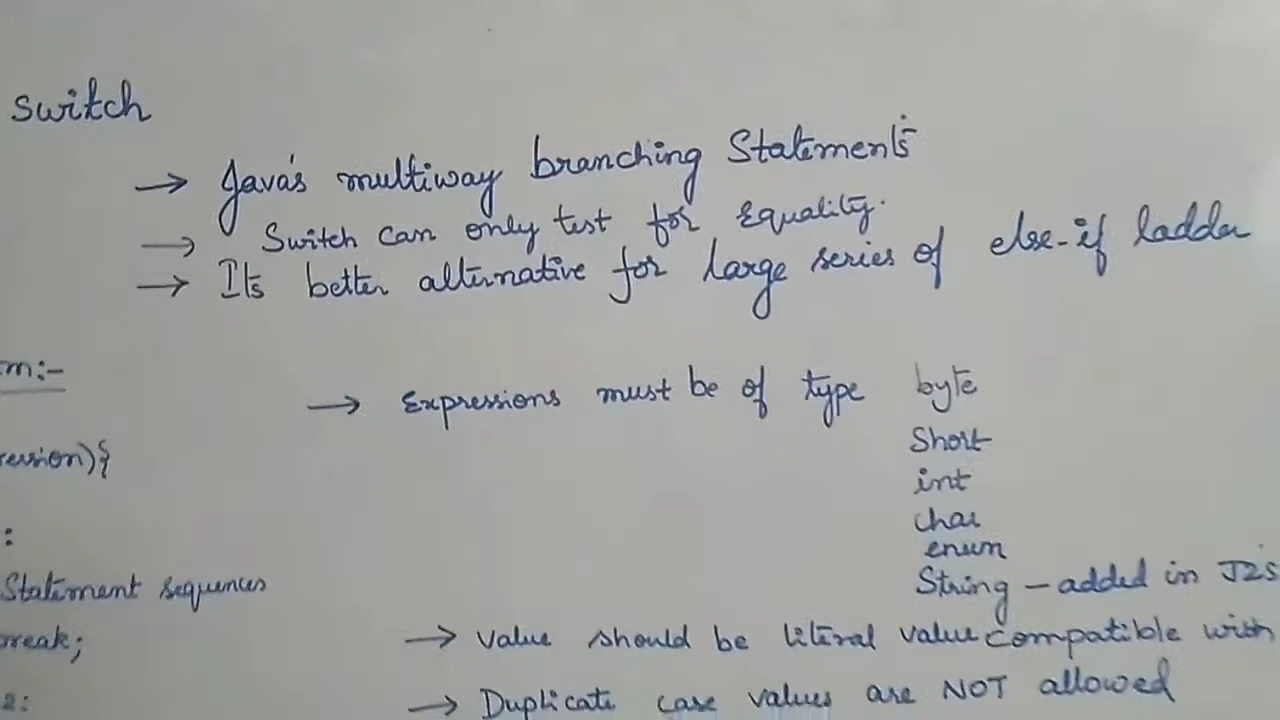 switch
→ Java's multiway branching Statements
→ Switch can only test for Equality.
→ Its better alternative for large series of else-if ladder
m:-
→ Expressions must be of type byte
Short
ression){
int
char
:
enum
Statement sequences
String - added in J2S
reak;
→ value should be literal value compatible with
2:
→ Duplicate case values are NOT allowed